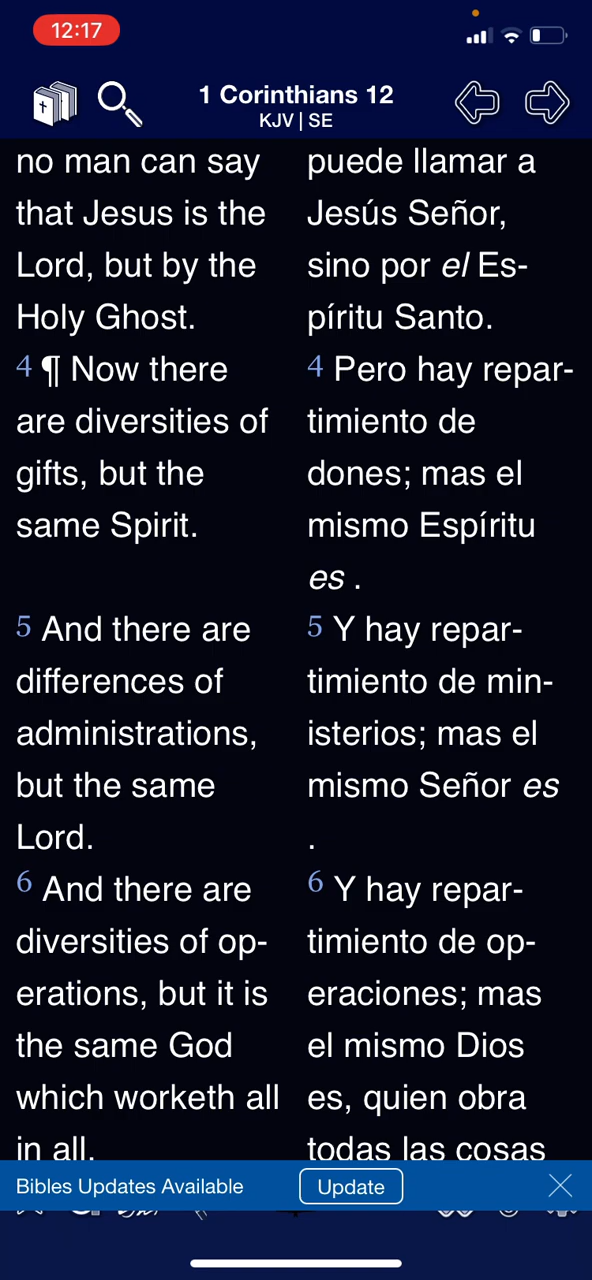 12:17
1 Corinthians 12
KJV | SE
no man can say
that Jesus is the
Lord, but by the
Holy Ghost.
4 ¶ Now there
are diversities of
gifts, but the
same Spirit.
5 And there are
differences of
administrations,
but the same
Lord.
6 And there are
diversities of op-
erations, but it is
the same God
which worketh all
in all.
puede llamar a
Jesús Señor,
sino por el Es-
píritu Santo.
4 Pero hay repar-
timiento de
dones; mas el
mismo Espíritu
es .
5 Y hay repar-
timiento de min-
isterios; mas el
mismo Señor es
.
6 Y hay repar-
timiento de op-
eraciones; mas
el mismo Dios
es, quien obra
todas las cosas
Bibles Updates Available
Update